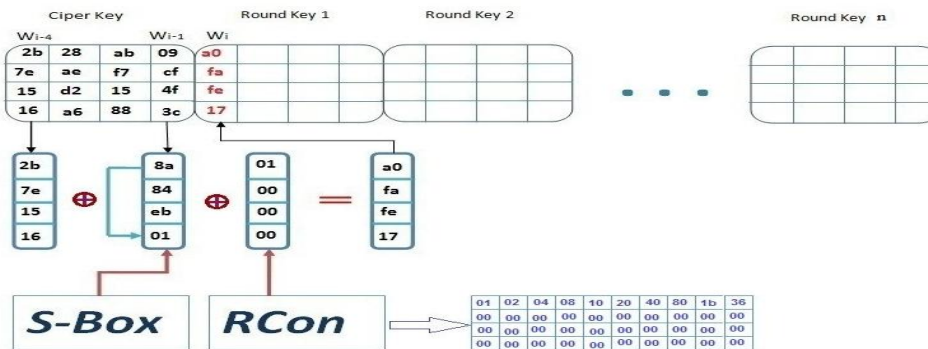 Ciper Key Round Key 1 Round Key 2 Round Key n
Wi-4 Wi-1 Wi
2b 28 ab 09 a0
7e ae f7 cf fa
15 d2 15 4f fe
16 a6 88 3c 17
2b 8a 01 a0
7e 84 00 fa
15 eb 00 fe
16 01 00 17
S-Box RCon
01 02 04 08 10 20 40 80 1b 36
00 00 00 00 00 00 00 00 00 00
00 00 00 00 00 00 00 00 00 00
00 00 00 00 00 00 00 00 00 00